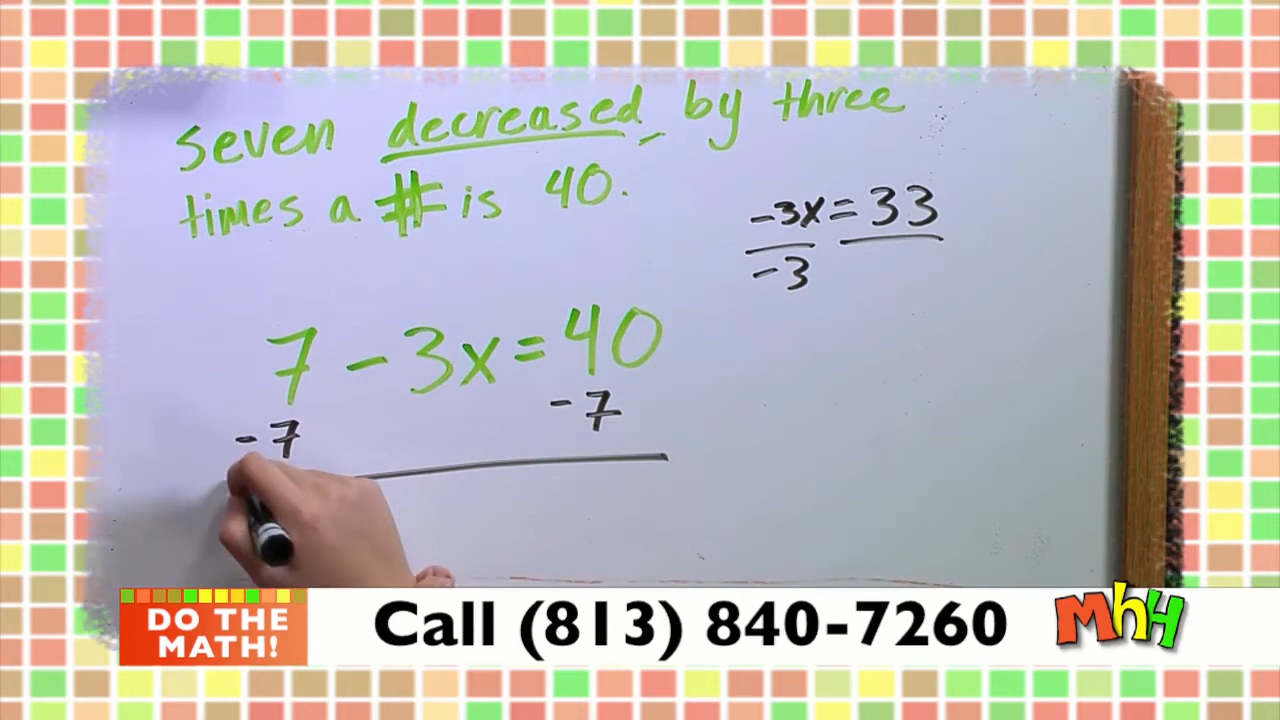 seven decreased by three
times a # is 40.
-3x=33
-3
7-3x=40
-7
-7
DO THE
MATH!
Call (813) 840-7260
Mh4